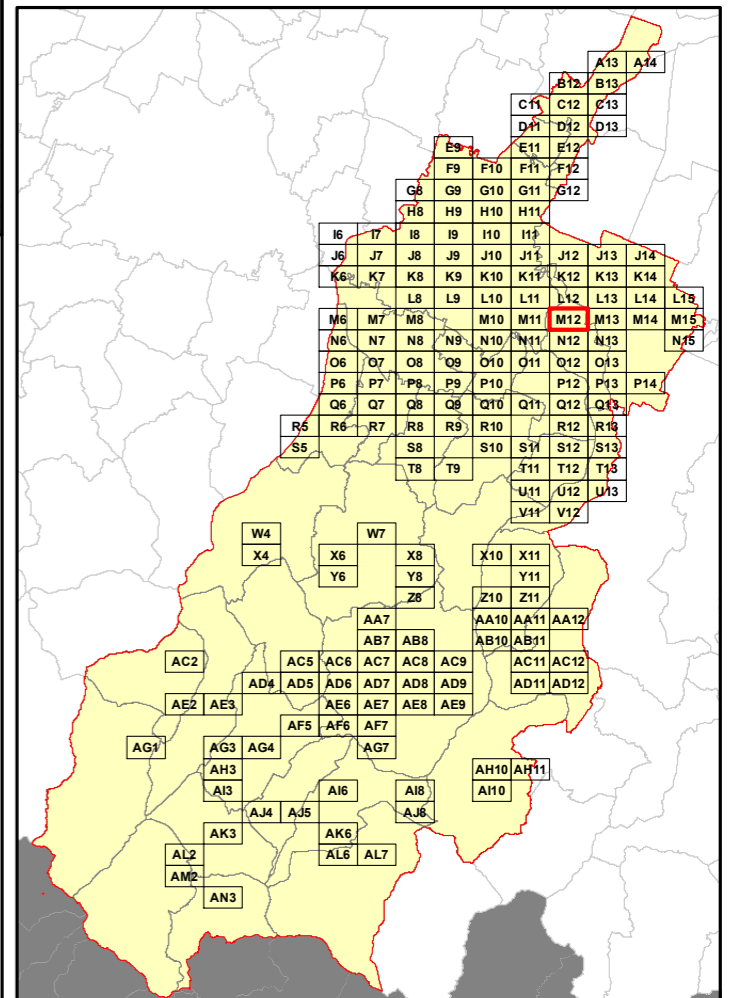 A13 A14
B12 B13
C11 C12 C13
D11 D12 D13
E9 E11 E12
F9 F10 F11 F12
G8 G9 G10 G11 G12
H8 H9 H10 H11
I6 I7 I8 I9 I10 I11
J6 J7 J8 J9 J10 J11 J12 J13 J14
K6 K7 K8 K9 K10 K11 K12 K13 K14
L8 L9 L10 L11 L12 L13 L14 L15
M6 M7 M8 M10 M11 M12 M13 M14 M15
N6 N7 N8 N9 N10 N11 N12 N13 N15
O6 O7 O8 O9 O10 O11 O12 O13
P6 P7 P8 P9 P10 P12 P13 P14
Q6 Q7 Q8 Q9 Q10 Q11 Q12 Q13
R5 R6 R7 R8 R9 R10 R12 R13
S5 S8 S10 S11 S12 S13
T8 T9 T11 T12 T13
U11 U12 U13
V11 V12
W4 W7
X4 X6 X8 X10 X11
Y6 Y8 Y11
Z8 Z10 Z11
AA7 AA10 AA11 AA12
AB7 AB8 AB10 AB11
AC2 AC5 AC6 AC7 AC8 AC9 AC11 AC12
AD4 AD5 AD6 AD7 AD8 AD9 AD11 AD12
AE2 AE3 AE6 AE7 AE8 AE9
AF5 AF6 AF7
AG1 AG3 AG4 AG7
AH3 AH10 AH11
AI3 AI6 AI8 AI10
AJ4 AJ5 AJ8
AK3 AK6
AL2 AL6 AL7
AM2
AN3